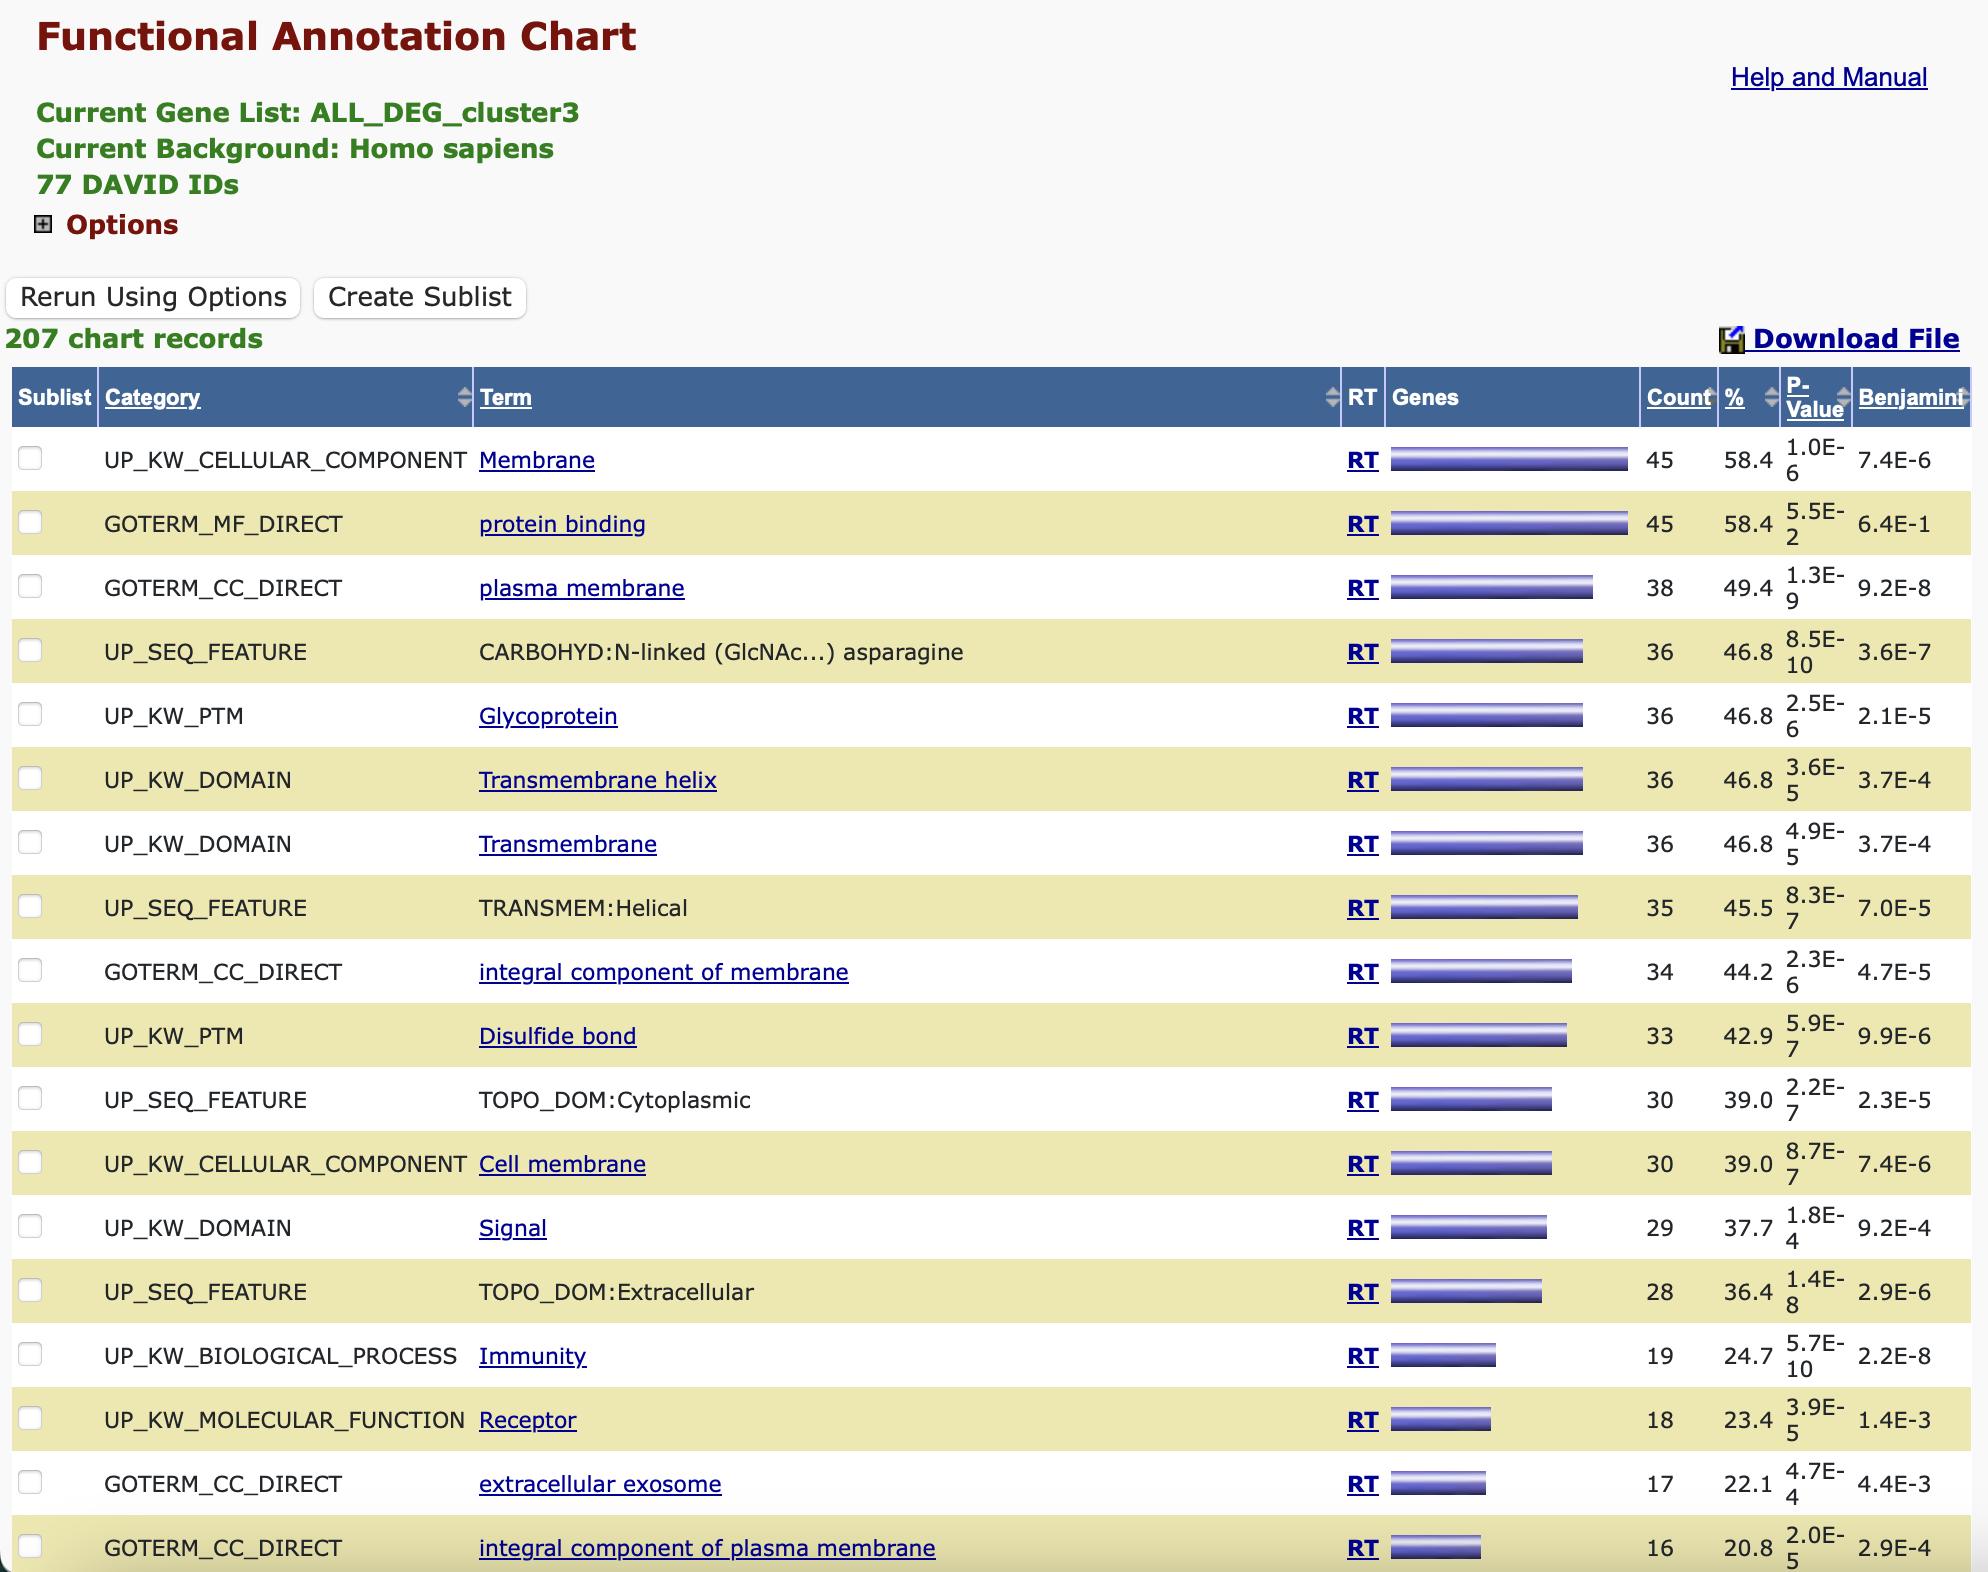 Functional Annotation Chart
Help and Manual
Current Gene List: ALL_DEG_cluster3
Current Background: Homo sapiens
77 DAVID IDs
Options
Rerun Using Options Create Sublist
207 chart records Download File
Sublist Category Term RT Genes Count % P-Value Benjamini
UP_KW_CELLULAR_COMPONENT Membrane RT 45 58.4 1.0E-6 7.4E-6
GOTERM_MF_DIRECT protein binding RT 45 58.4 5.5E-2 6.4E-1
GOTERM_CC_DIRECT plasma membrane RT 38 49.4 1.3E-9 9.2E-8
UP_SEQ_FEATURE CARBOHYD:N-linked (GlcNAc...) asparagine RT 36 46.8 8.5E-10 3.6E-7
UP_KW_PTM Glycoprotein RT 36 46.8 2.5E-6 2.1E-5
UP_KW_DOMAIN Transmembrane helix RT 36 46.8 3.6E-5 3.7E-4
UP_KW_DOMAIN Transmembrane RT 36 46.8 4.9E-5 3.7E-4
UP_SEQ_FEATURE TRANSMEM:Helical RT 35 45.5 8.3E-7 7.0E-5
GOTERM_CC_DIRECT integral component of membrane RT 34 44.2 2.3E-6 4.7E-5
UP_KW_PTM Disulfide bond RT 33 42.9 5.9E-7 9.9E-6
UP_SEQ_FEATURE TOPO_DOM:Cytoplasmic RT 30 39.0 2.2E-7 2.3E-5
UP_KW_CELLULAR_COMPONENT Cell membrane RT 30 39.0 8.7E-7 7.4E-6
UP_KW_DOMAIN Signal RT 29 37.7 1.8E-4 9.2E-4
UP_SEQ_FEATURE TOPO_DOM:Extracellular RT 28 36.4 1.4E-8 2.9E-6
UP_KW_BIOLOGICAL_PROCESS Immunity RT 19 24.7 5.7E-10 2.2E-8
UP_KW_MOLECULAR_FUNCTION Receptor RT 18 23.4 3.9E-5 1.4E-3
GOTERM_CC_DIRECT extracellular exosome RT 17 22.1 4.7E-4 4.4E-3
GOTERM_CC_DIRECT integral component of plasma membrane RT 16 20.8 2.0E-5 2.9E-4